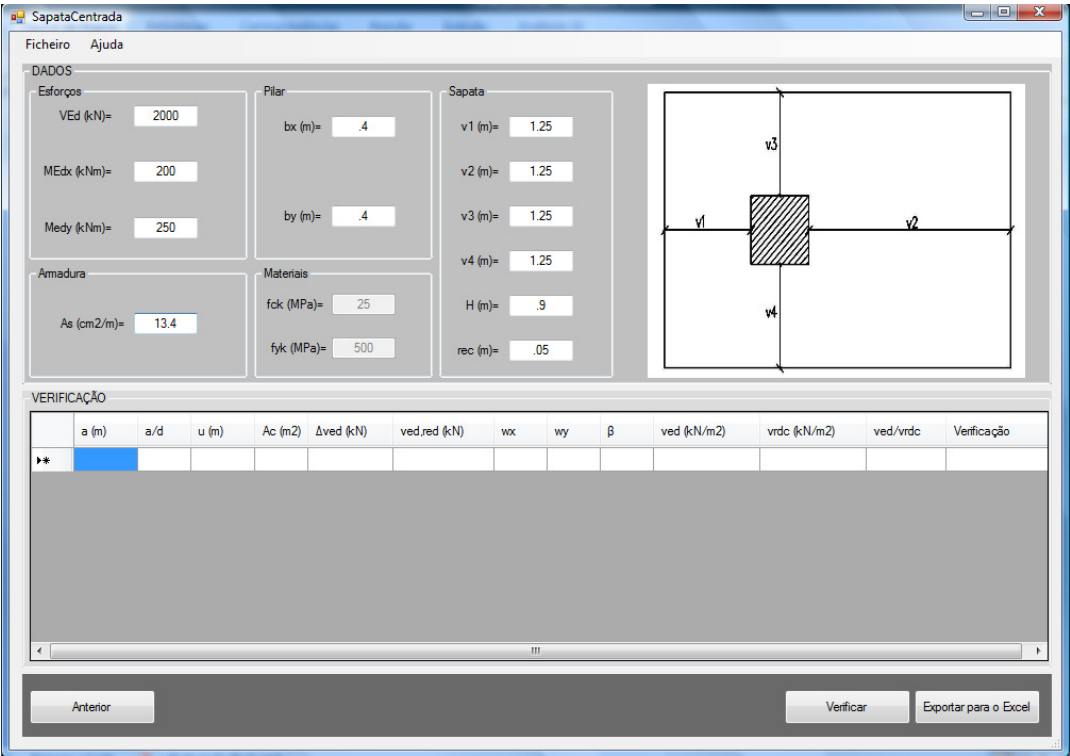 SapataCentrada
Ficheiro Ajuda
DADOS
Esforços
VEd (kN)= 2000
MEdx (kNm)= 200
Medy (kNm)= 250
Pilar
bx (m)= .4
by (m)= .4
Sapata
v1 (m)= 1.25
v2 (m)= 1.25
v3 (m)= 1.25
v4 (m)= 1.25
H (m)= .9
rec (m)= .05
Armadura
As (cm2/m)= 13.4
Materiais
fck (MPa)= 25
fyk (MPa)= 500
v3
v1
v2
v4
VERIFICAÇÃO
a (m) a/d u (m) Ac (m2) Δved (kN) ved,red (kN) wx wy β ved (kN/m2) vrdc (kN/m2) ved/vrdc Verificação
Anterior
Verificar
Exportar para o Excel